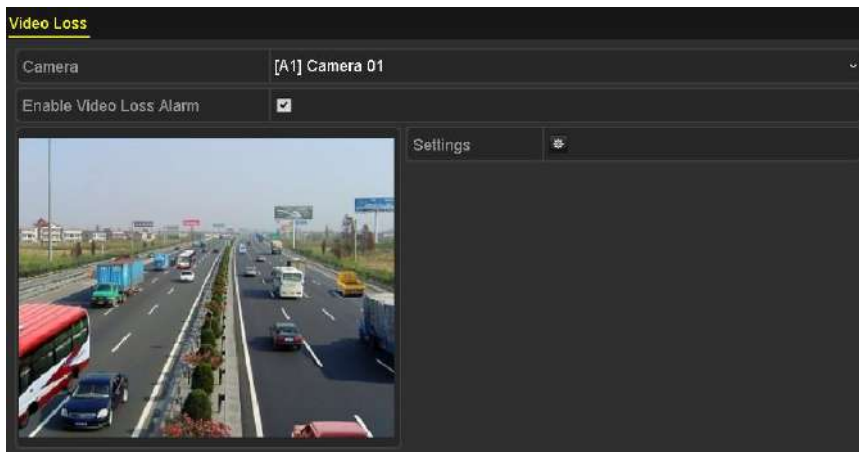 Video Loss
Camera
[A1] Camera 01
Enable Video Loss Alarm
Settings